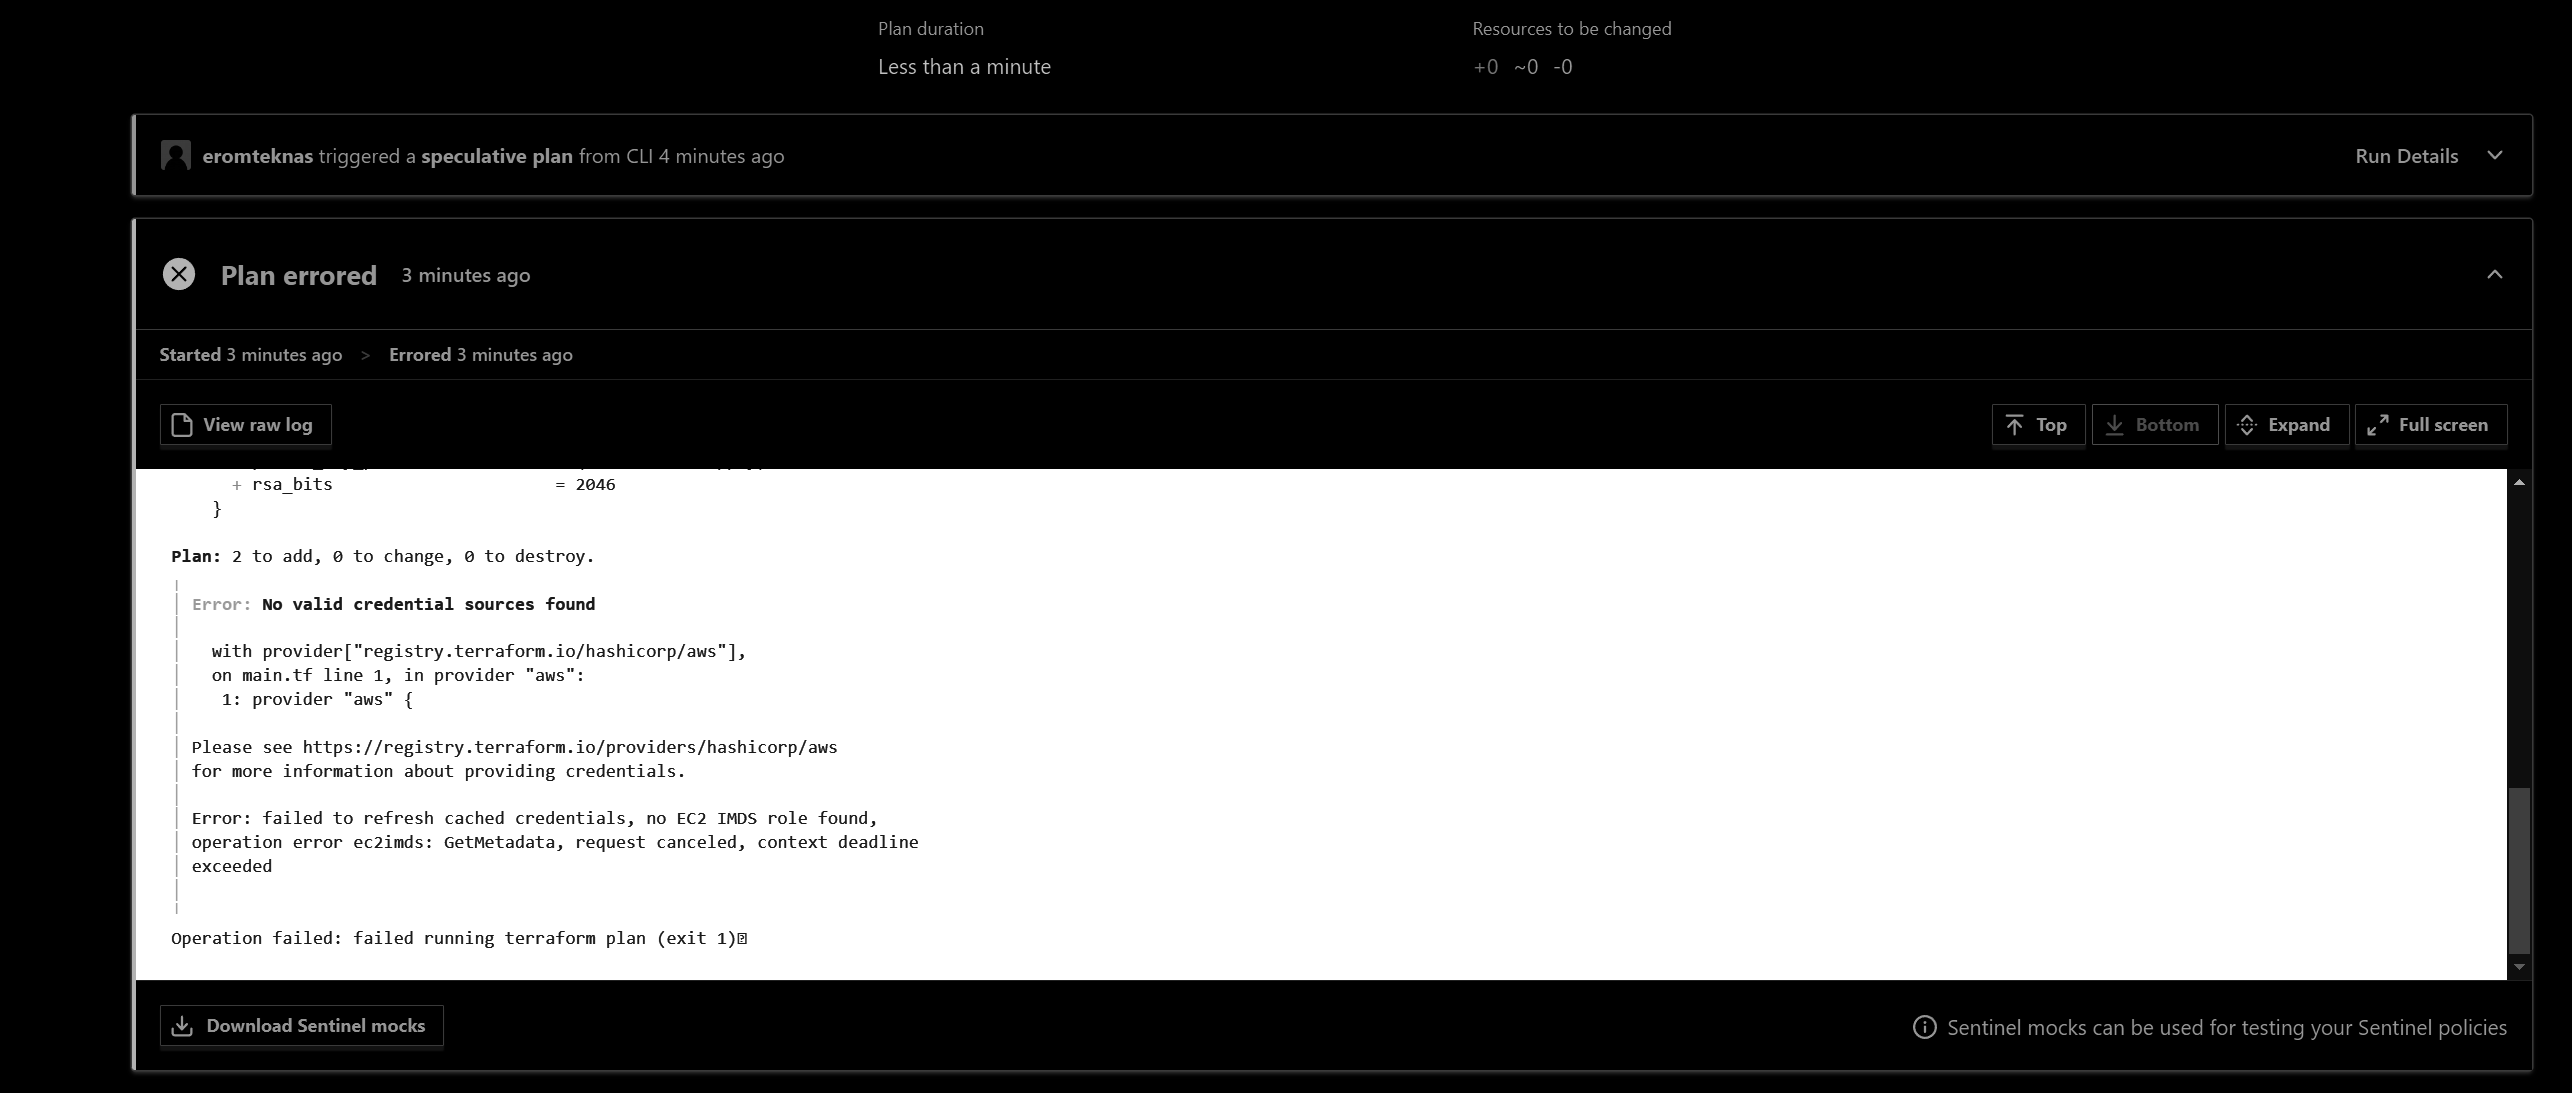 Plan duration
Less than a minute
Resources to be changed
+0 ~0 -0
eromteknas triggered a speculative plan from CLI 4 minutes ago
Run Details
Plan errored 3 minutes ago
Started 3 minutes ago > Errored 3 minutes ago
View raw log
Top
Bottom
Expand
Full screen
+ rsa_bits = 2046
}
Plan: 2 to add, 0 to change, 0 to destroy.
Error: No valid credential sources found
with provider["registry.terraform.io/hashicorp/aws"],
on main.tf line 1, in provider "aws":
1: provider "aws" {
Please see https://registry.terraform.io/providers/hashicorp/aws
for more information about providing credentials.
Error: failed to refresh cached credentials, no EC2 IMDS role found,
operation error ec2imds: GetMetadata, request canceled, context deadline
exceeded
Operation failed: failed running terraform plan (exit 1)
Download Sentinel mocks
Sentinel mocks can be used for testing your Sentinel policies